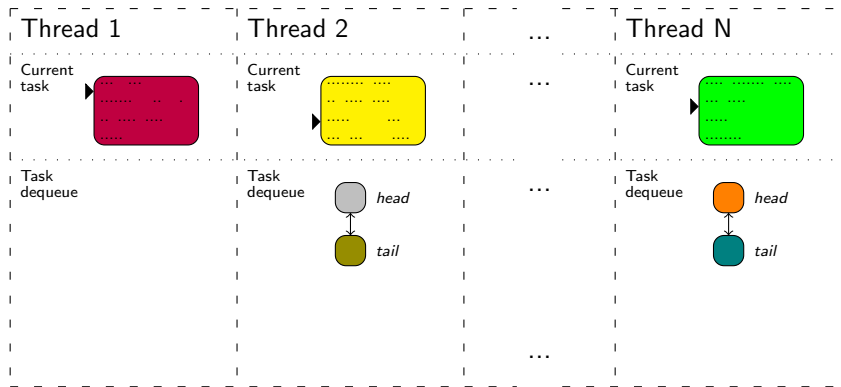 Thread 1
Thread 2
...
Thread N
Current
task
Current
task
...
Current
task
Task
dequeue
Task
dequeue
head
tail
...
Task
dequeue
head
tail
...